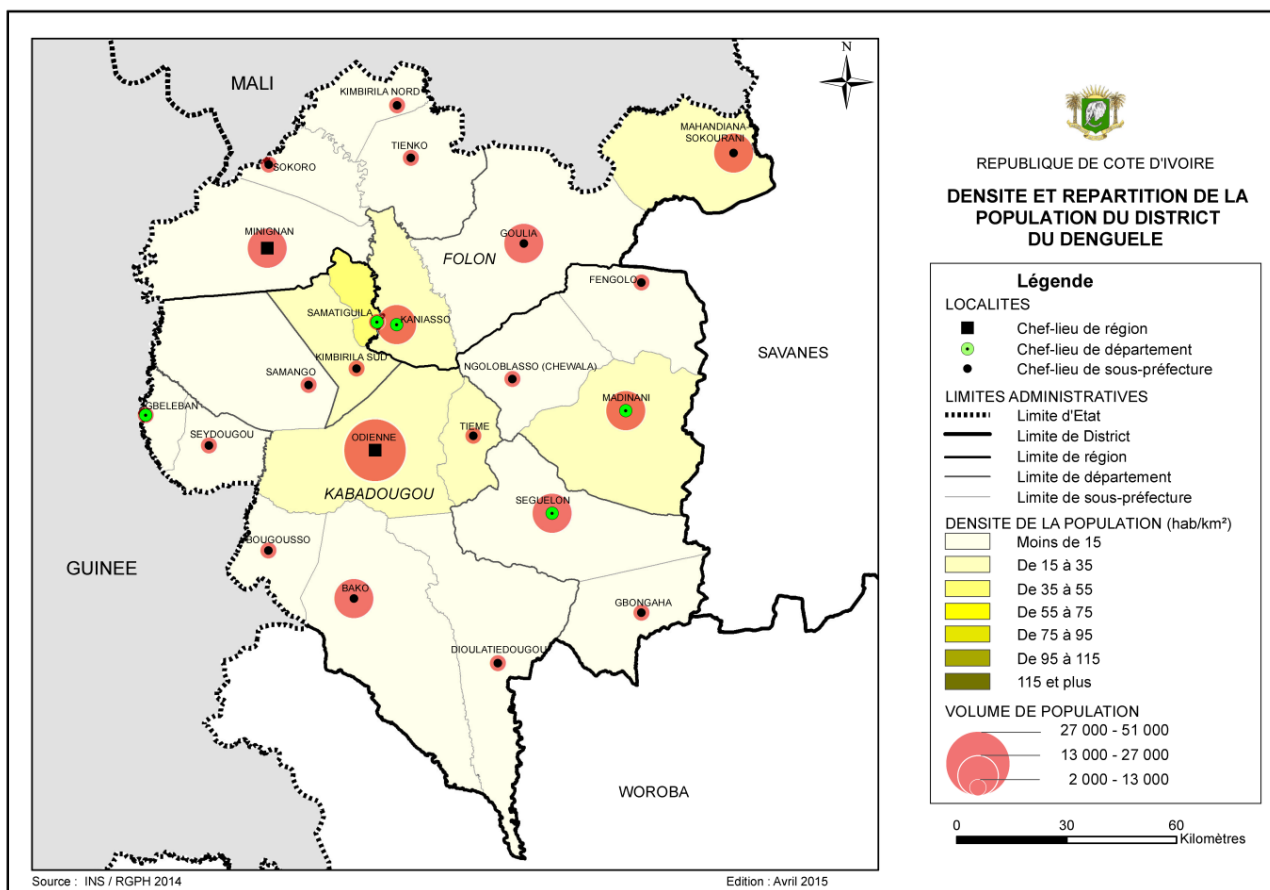 MALI
N
KIMBIRILA NORD
MAHANDIANA-
SOKOURANI
TIENKO
SOKORO
MINIGNAN
GOULIA
FOLON
FENGOLO
SAMATIGUILA
KANIASSO
KIMBIRILA SUD
SAMANGO
NGOLOBLASSO (CHEWALA)
SAVANES
MADINANI
GBELEBAN
SEYDOUGOU
ODIENNE
TIEME
KABADOUGOU
SEGUELON
BOUGOUSSO
GUINEE
BAKO
GBONGAHA
DIOULATIEDOUGOU
WOROBA
REPUBLIQUE DE COTE D'IVOIRE
DENSITE ET REPARTITION DE LA
POPULATION DU DISTRICT
DU DENGUELE
Légende
LOCALITES
Chef-lieu de région
Chef-lieu de département
Chef-lieu de sous-préfecture
LIMITES ADMINISTRATIVES
Limite d'Etat
Limite de District
Limite de région
Limite de département
Limite de sous-préfecture
DENSITE DE LA POPULATION (hab/km²)
Moins de 15
De 15 à 35
De 35 à 55
De 55 à 75
De 75 à 95
De 95 à 115
115 et plus
VOLUME DE POPULATION
27 000 - 51 000
13 000 - 27 000
2 000 - 13 000
0 30 60
Kilomètres
Source : INS / RGPH 2014
Edition : Avril 2015